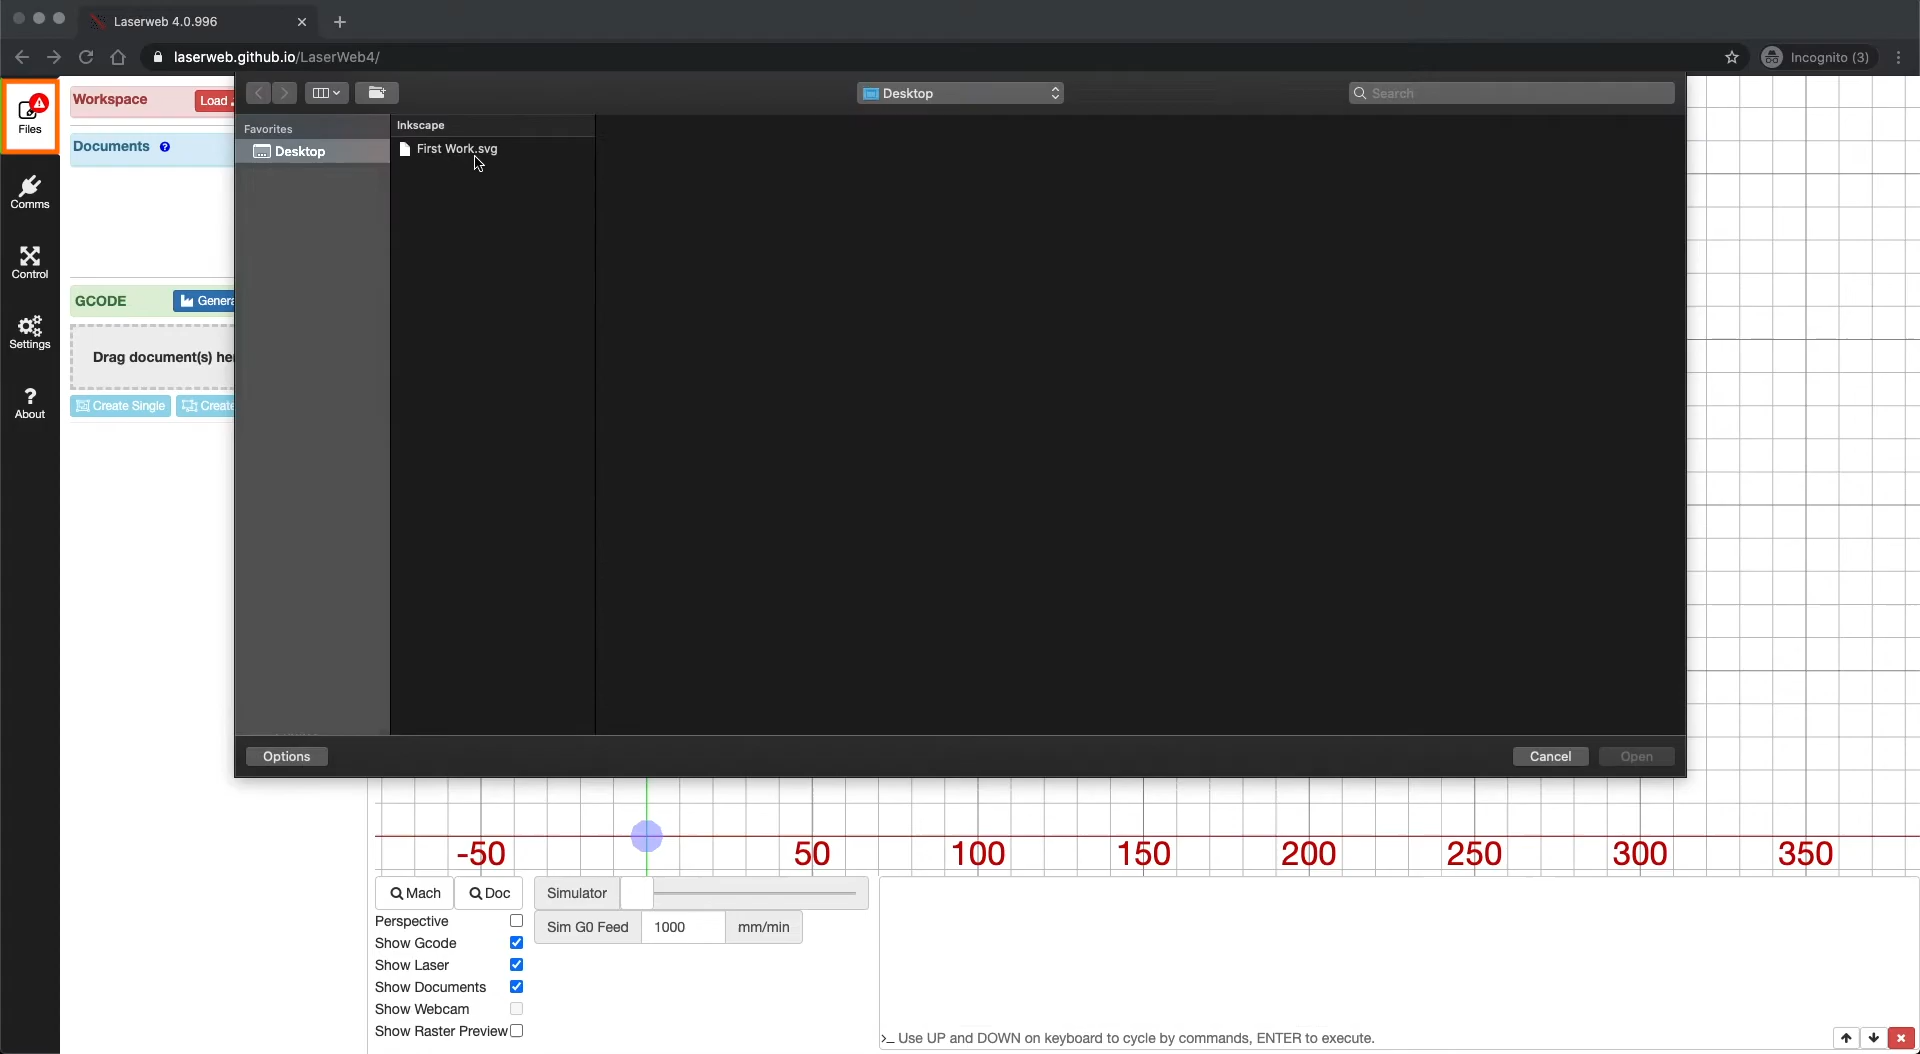 Laserweb 4.0.996
laserweb.github.io/LaserWeb4/
Incognito (3)
Files
Comms
Control
Settings
About
Workspace
Load
Documents
GCODE
Genera
Drag document(s) he
Create Single
Create
Desktop
Search
Favorites
Desktop
Inkscape
First Work.svg
Options
Cancel
Open
-50
50
100
150
200
250
300
350
Mach
Doc
Simulator
Perspective
Sim G0 Feed 1000 mm/min
Show Gcode
Show Laser
Show Documents
Show Webcam
Show Raster Preview
>_ Use UP and DOWN on keyboard to cycle by commands, ENTER to execute.